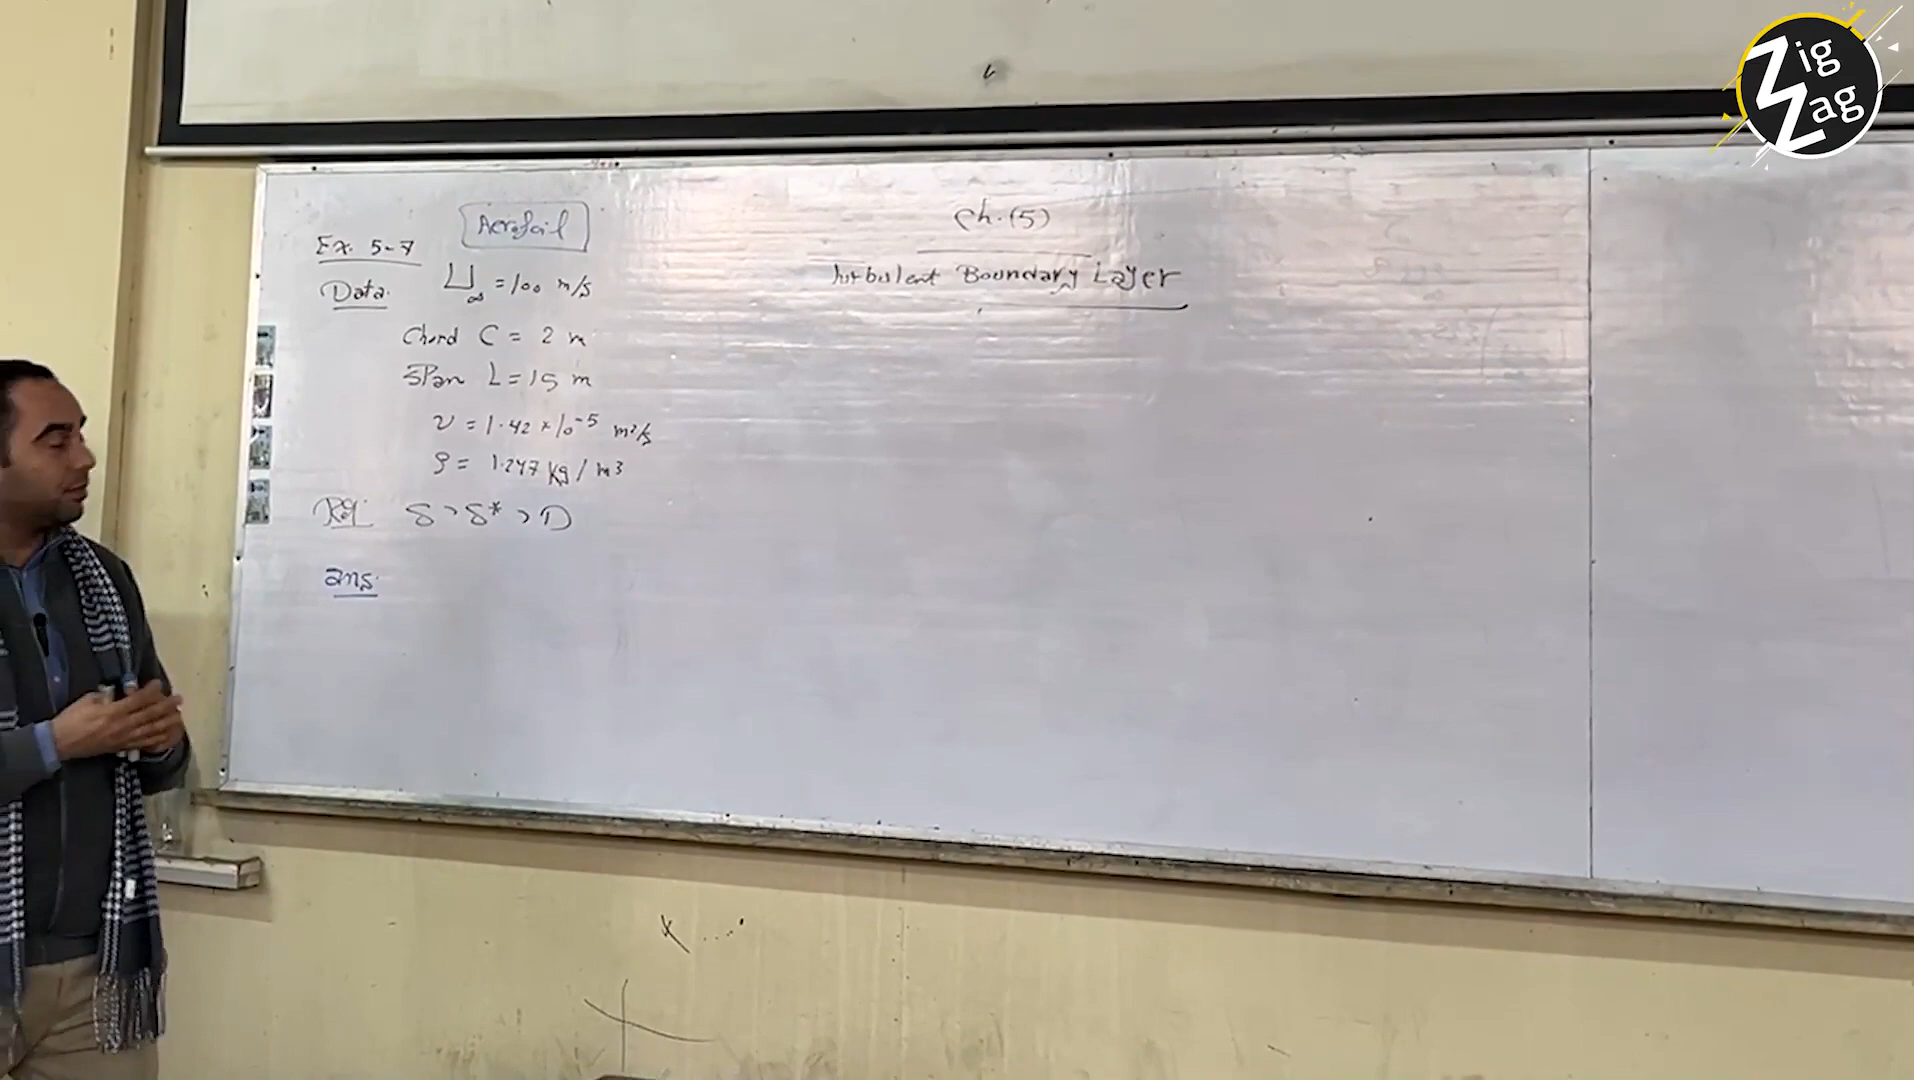 Zig
Zag
Ch. (5)
Turbulent Boundary Layer
Aerofoil
Ex. 5-7
Data. U∞ = 100 m/s
Chord C = 2 m
Span L = 15 m
ν = 1.42 × 10⁻⁵ m²/s
ρ = 1.247 kg / m³
Req. δ, δ*, D
ans.